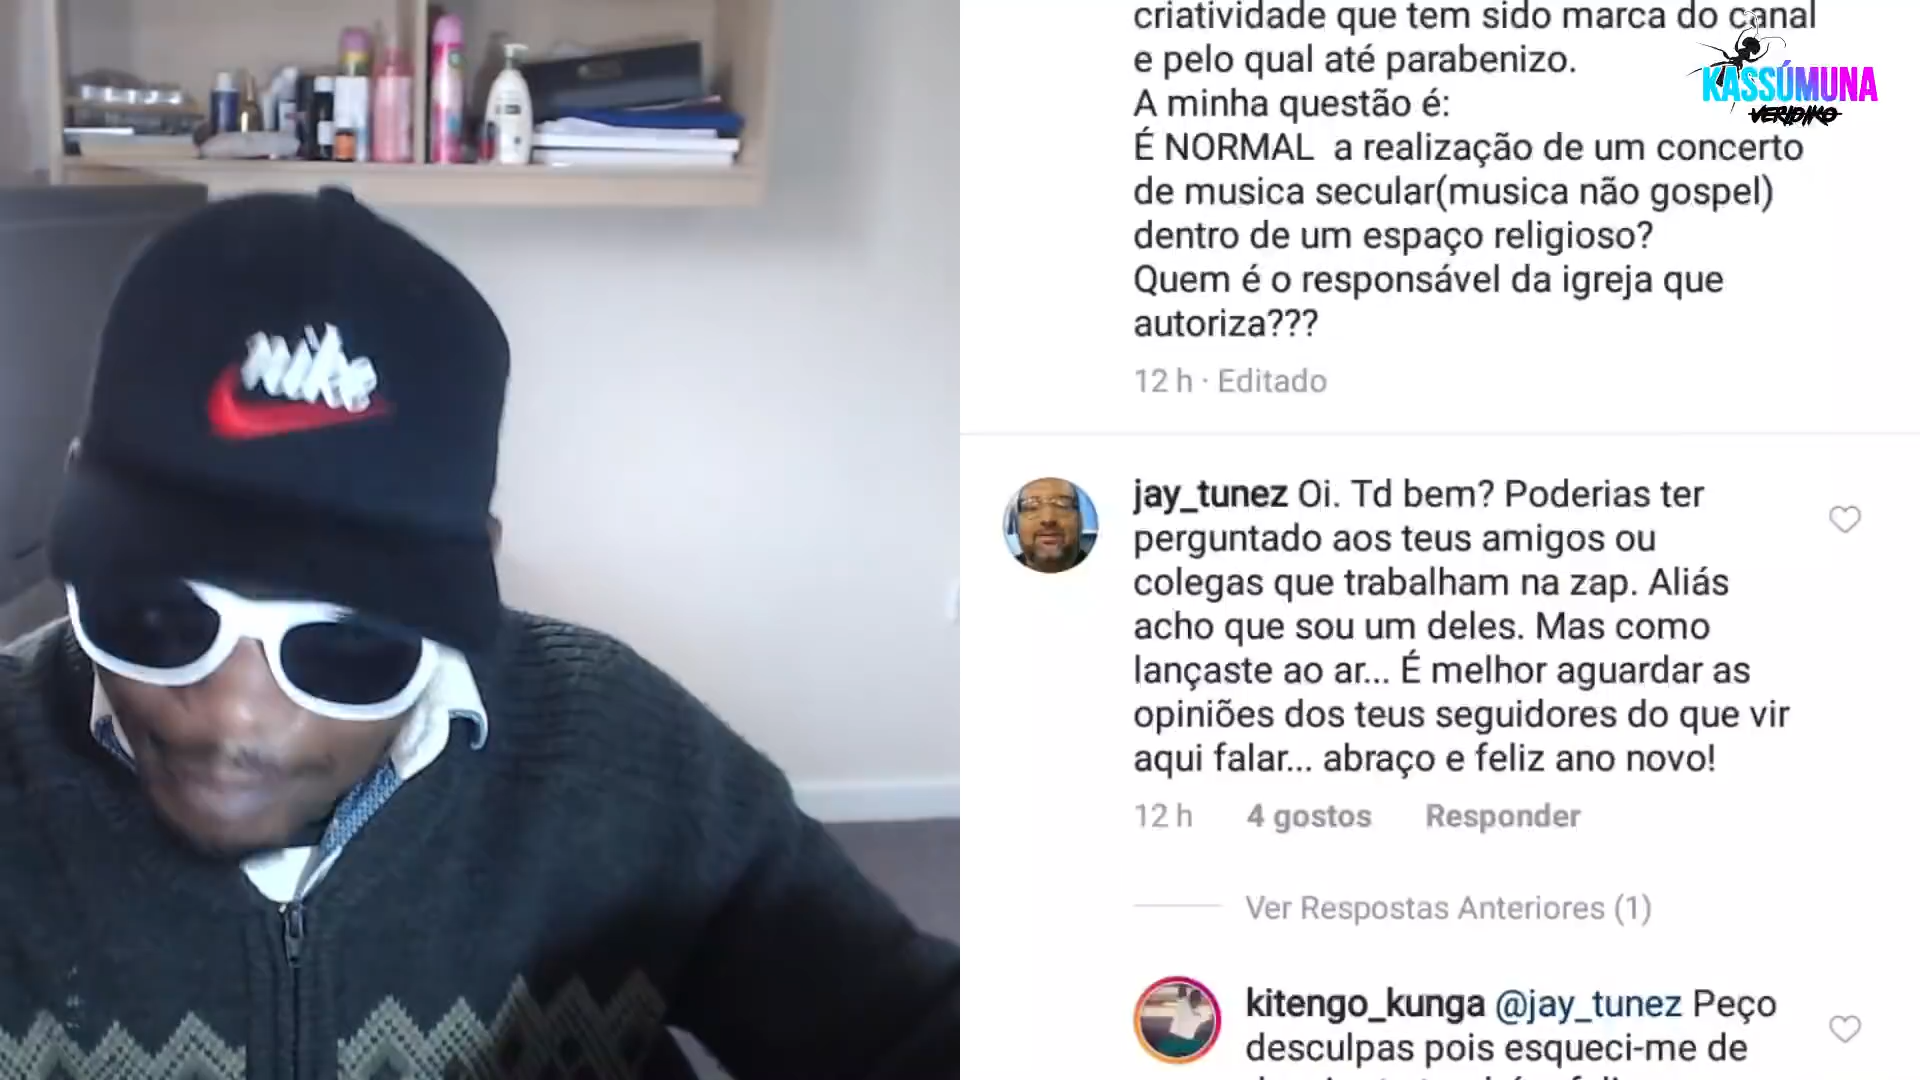 Nike
criatividade que tem sido marca do canal
e pelo qual até parabenizo.
A minha questão é:
É NORMAL  a realização de um concerto
de musica secular(musica não gospel)
dentro de um espaço religioso?
Quem é o responsável da igreja que
autoriza???
12 h · Editado
KASSÚMUNA
VERIDIKO
jay_tunez Oi. Td bem? Poderias ter
perguntado aos teus amigos ou
colegas que trabalham na zap. Aliás
acho que sou um deles. Mas como
lançaste ao ar... É melhor aguardar as
opiniões dos teus seguidores do que vir
aqui falar... abraço e feliz ano novo!
12 h 4 gostos Responder
Ver Respostas Anteriores (1)
kitengo_kunga @jay_tunez Peço
desculpas pois esqueci-me de